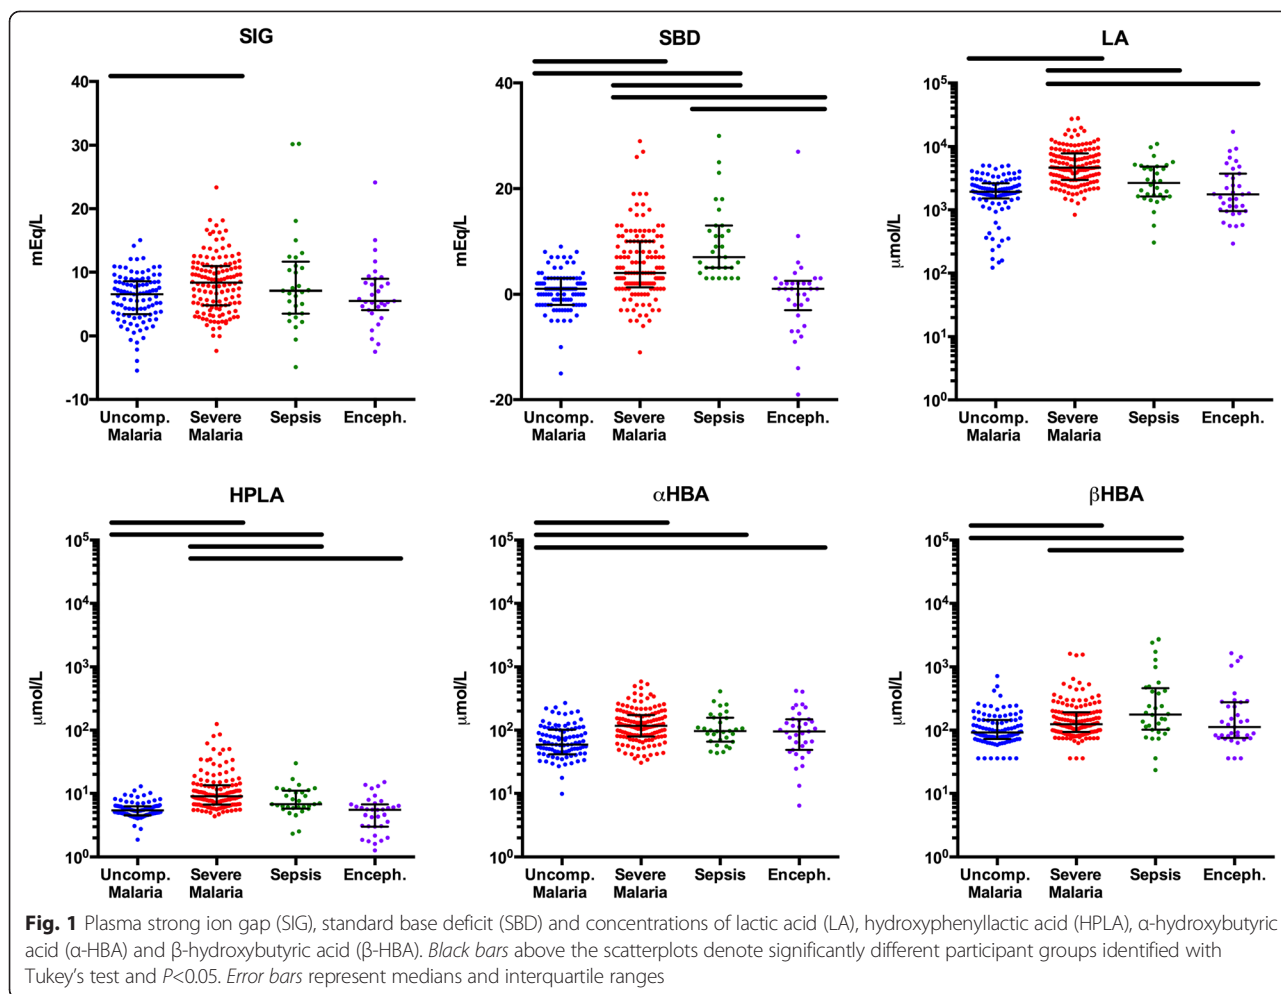 SIG
mEq/L
40
30
20
10
0
-10
Uncomp. Malaria
Severe Malaria
Sepsis
Enceph.
SBD
mEq/L
40
20
0
-20
Uncomp. Malaria
Severe Malaria
Sepsis
Enceph.
LA
μmol/L
10⁵
10⁴
10³
10²
10¹
10⁰
Uncomp. Malaria
Severe Malaria
Sepsis
Enceph.
HPLA
μmol/L
10⁵
10⁴
10³
10²
10¹
10⁰
Uncomp. Malaria
Severe Malaria
Sepsis
Enceph.
αHBA
μmol/L
10⁵
10⁴
10³
10²
10¹
10⁰
Uncomp. Malaria
Severe Malaria
Sepsis
Enceph.
βHBA
μmol/L
10⁵
10⁴
10³
10²
10¹
10⁰
Uncomp. Malaria
Severe Malaria
Sepsis
Enceph.
Fig. 1 Plasma strong ion gap (SIG), standard base deficit (SBD) and concentrations of lactic acid (LA), hydroxyphenyllactic acid (HPLA), α-hydroxybutyric
acid (α-HBA) and β-hydroxybutyric acid (β-HBA). Black bars above the scatterplots denote significantly different participant groups identified with
Tukey's test and P<0.05. Error bars represent medians and interquartile ranges